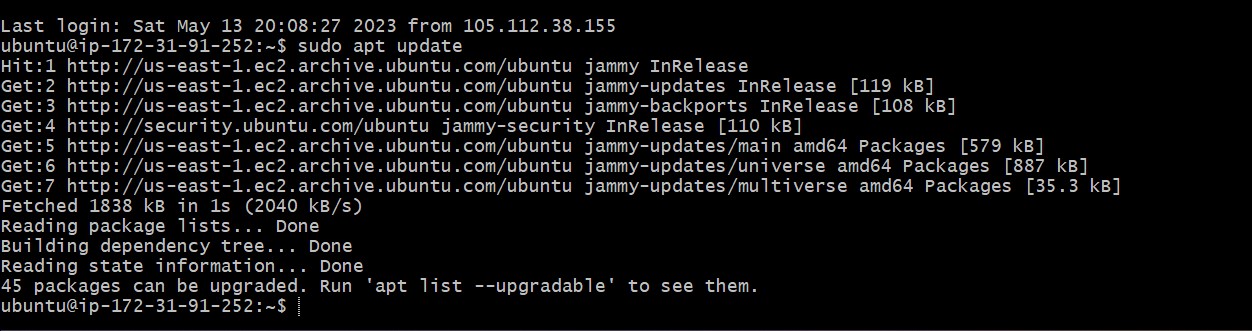 Last login: Sat May 13 20:08:27 2023 from 105.112.38.155
ubuntu@ip-172-31-91-252:~$ sudo apt update
Hit:1 http://us-east-1.ec2.archive.ubuntu.com/ubuntu jammy InRelease
Get:2 http://us-east-1.ec2.archive.ubuntu.com/ubuntu jammy-updates InRelease [119 kB]
Get:3 http://us-east-1.ec2.archive.ubuntu.com/ubuntu jammy-backports InRelease [108 kB]
Get:4 http://security.ubuntu.com/ubuntu jammy-security InRelease [110 kB]
Get:5 http://us-east-1.ec2.archive.ubuntu.com/ubuntu jammy-updates/main amd64 Packages [579 kB]
Get:6 http://us-east-1.ec2.archive.ubuntu.com/ubuntu jammy-updates/universe amd64 Packages [887 kB]
Get:7 http://us-east-1.ec2.archive.ubuntu.com/ubuntu jammy-updates/multiverse amd64 Packages [35.3 kB]
Fetched 1838 kB in 1s (2040 kB/s)
Reading package lists... Done
Building dependency tree... Done
Reading state information... Done
45 packages can be upgraded. Run 'apt list --upgradable' to see them.
ubuntu@ip-172-31-91-252:~$